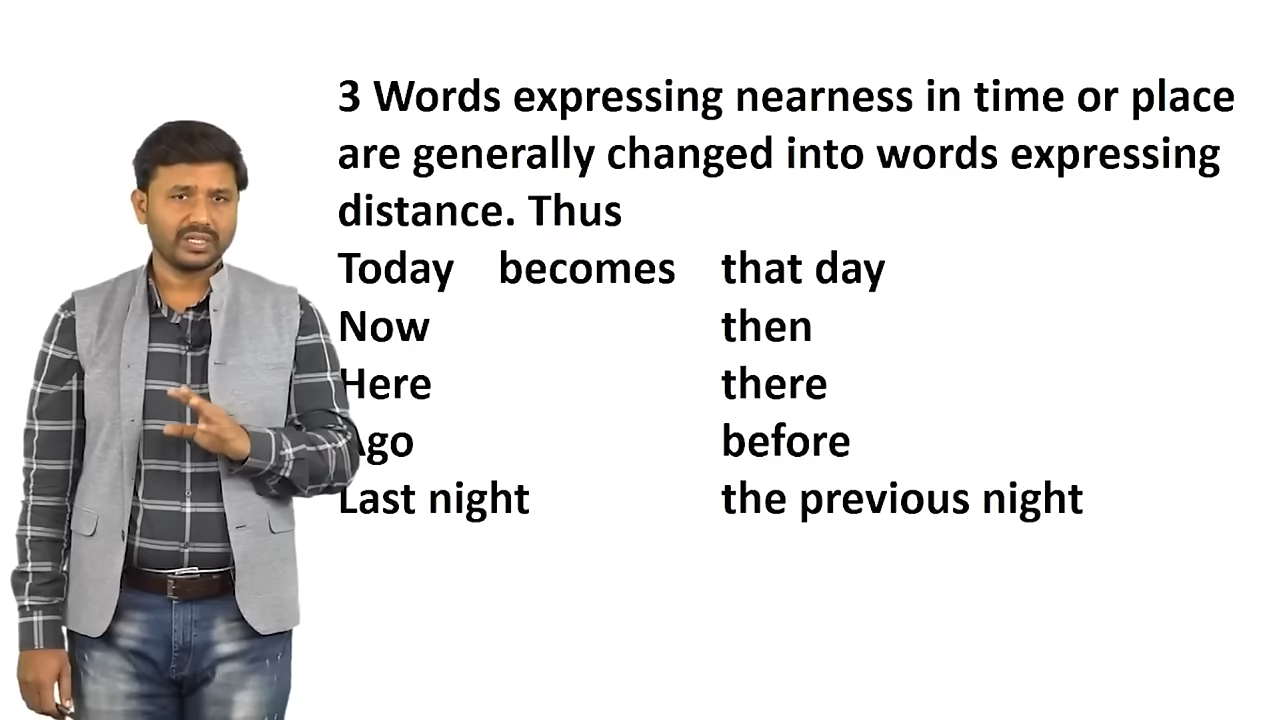 3 Words expressing nearness in time or place
are generally changed into words expressing
distance. Thus
Today becomes that day
Now then
Here there
Ago before
Last night the previous night